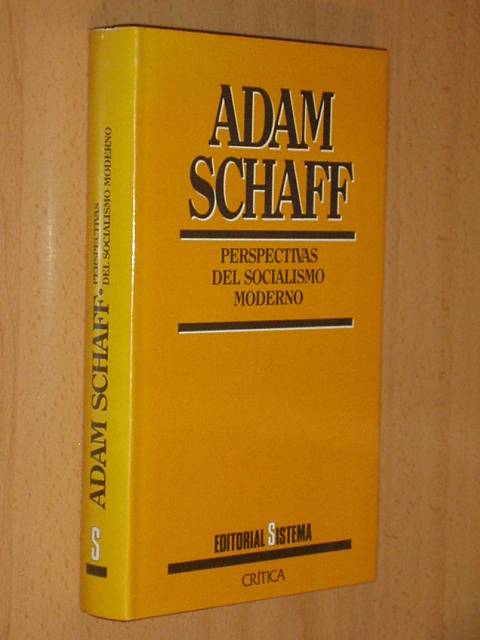 ADAM
SCHAFF
PERSPECTIVAS
DEL SOCIALISMO
MODERNO
EDITORIAL SISTEMA
CRÍTICA
ADAM SCHAFF • PERSPECTIVAS
DEL SOCIALISMO MODERNO
S